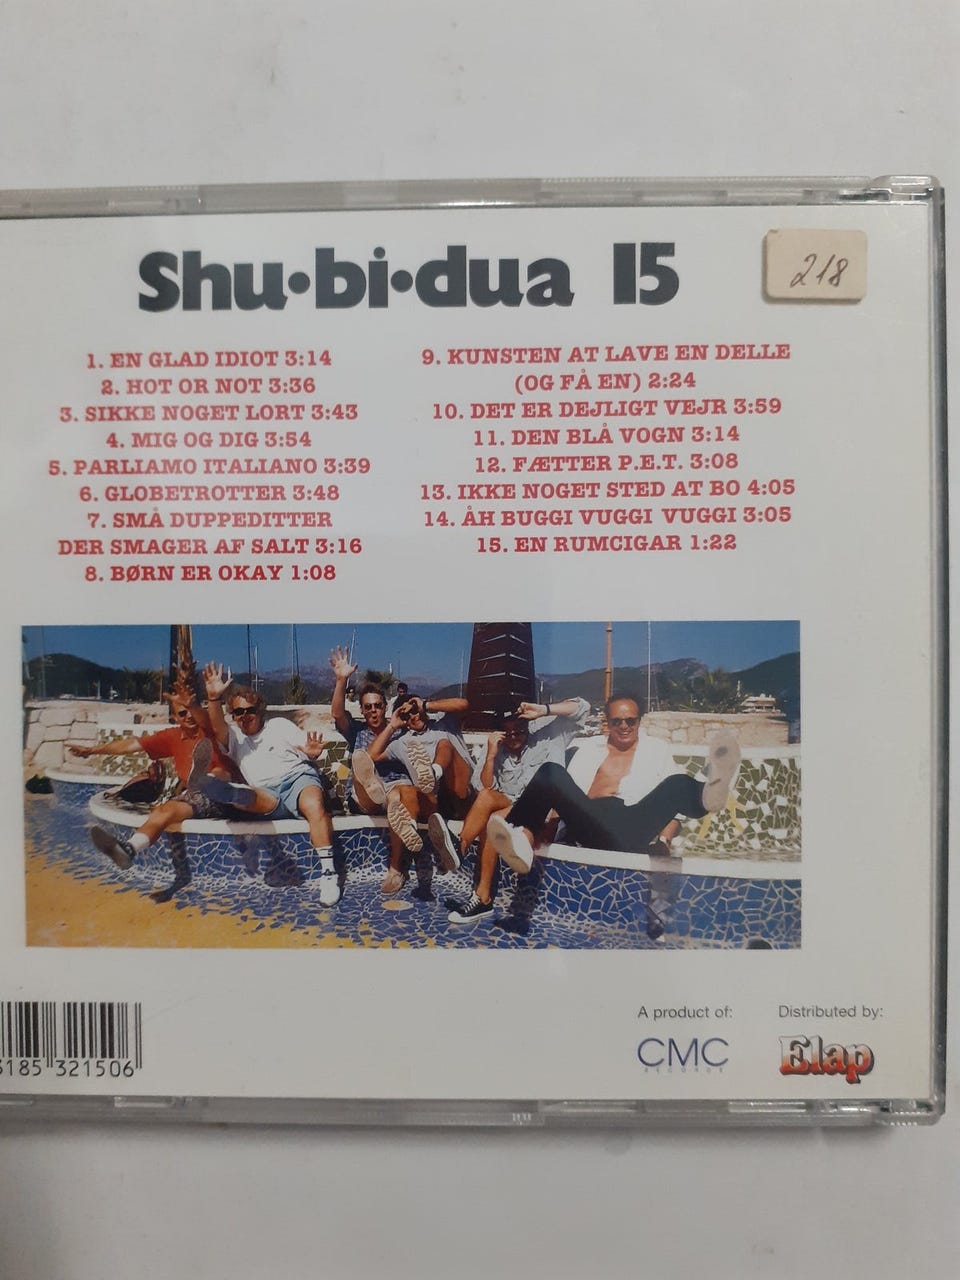 Shu•bi•dua 15
218
1. EN GLAD IDIOT 3:14
2. HOT OR NOT 3:36
3. SIKKE NOGET LORT 3:43
4. MIG OG DIG 3:54
5. PARLIAMO ITALIANO 3:39
6. GLOBETROTTER 3:48
7. SMÅ DUPPEDITTER
DER SMAGER AF SALT 3:16
8. BØRN ER OKAY 1:08
9. KUNSTEN AT LAVE EN DELLE
(OG FÅ EN) 2:24
10. DET ER DEJLIGT VEJR 3:59
11. DEN BLÅ VOGN 3:14
12. FÆTTER P.E.T. 3:08
13. IKKE NOGET STED AT BO 4:05
14. ÅH BUGGI VUGGI VUGGI 3:05
15. EN RUMCIGAR 1:22
A product of:
CMC
RECORDS
Distributed by:
Elap
185 321506